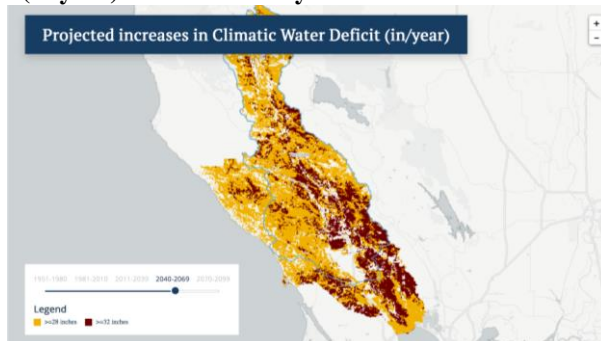 Projected increases in Climatic Water Deficit (in/year)
+
−
1951-1980 1981-2010 2011-2039 2040-2069 2070-2099
Legend
>=28 inches >=32 inches